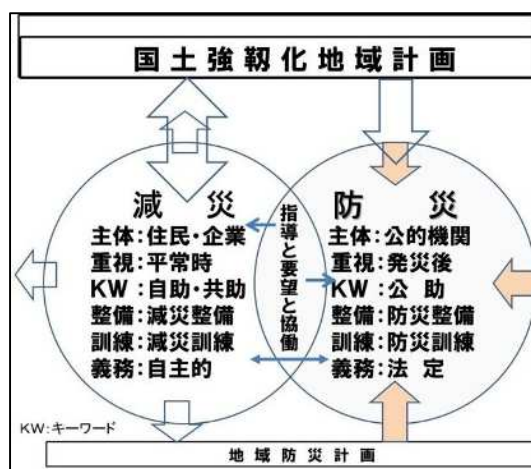 国土強靱化地域計画
減 災
主体:住民・企業
重視:平常時
KW:自助・共助
整備:減災整備
訓練:減災訓練
義務:自主的
指導と要望と協働
防 災
主体:公的機関
重視:発災後
KW:公助
整備:防災整備
訓練:防災訓練
義務:法 定
KW:キーワード
地域防災計画